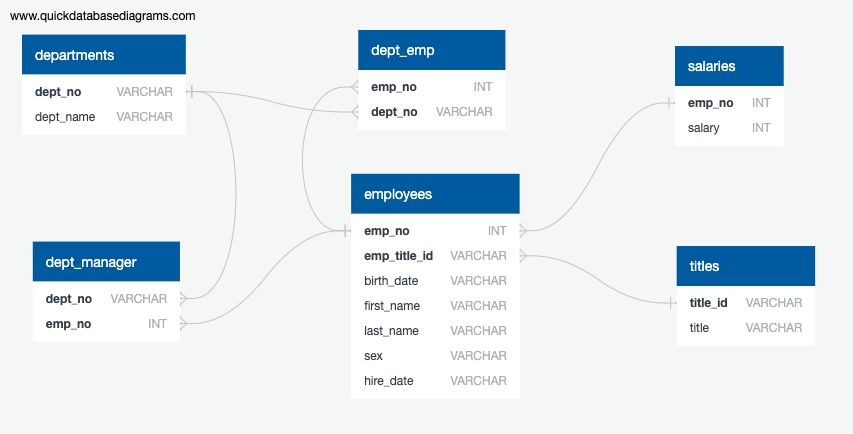 www.quickdatabasediagrams.com
departments
dept_no VARCHAR
dept_name VARCHAR
dept_emp
emp_no INT
dept_no VARCHAR
salaries
emp_no INT
salary INT
employees
emp_no INT
emp_title_id VARCHAR
birth_date VARCHAR
first_name VARCHAR
last_name VARCHAR
sex VARCHAR
hire_date VARCHAR
dept_manager
dept_no VARCHAR
emp_no INT
titles
title_id VARCHAR
title VARCHAR